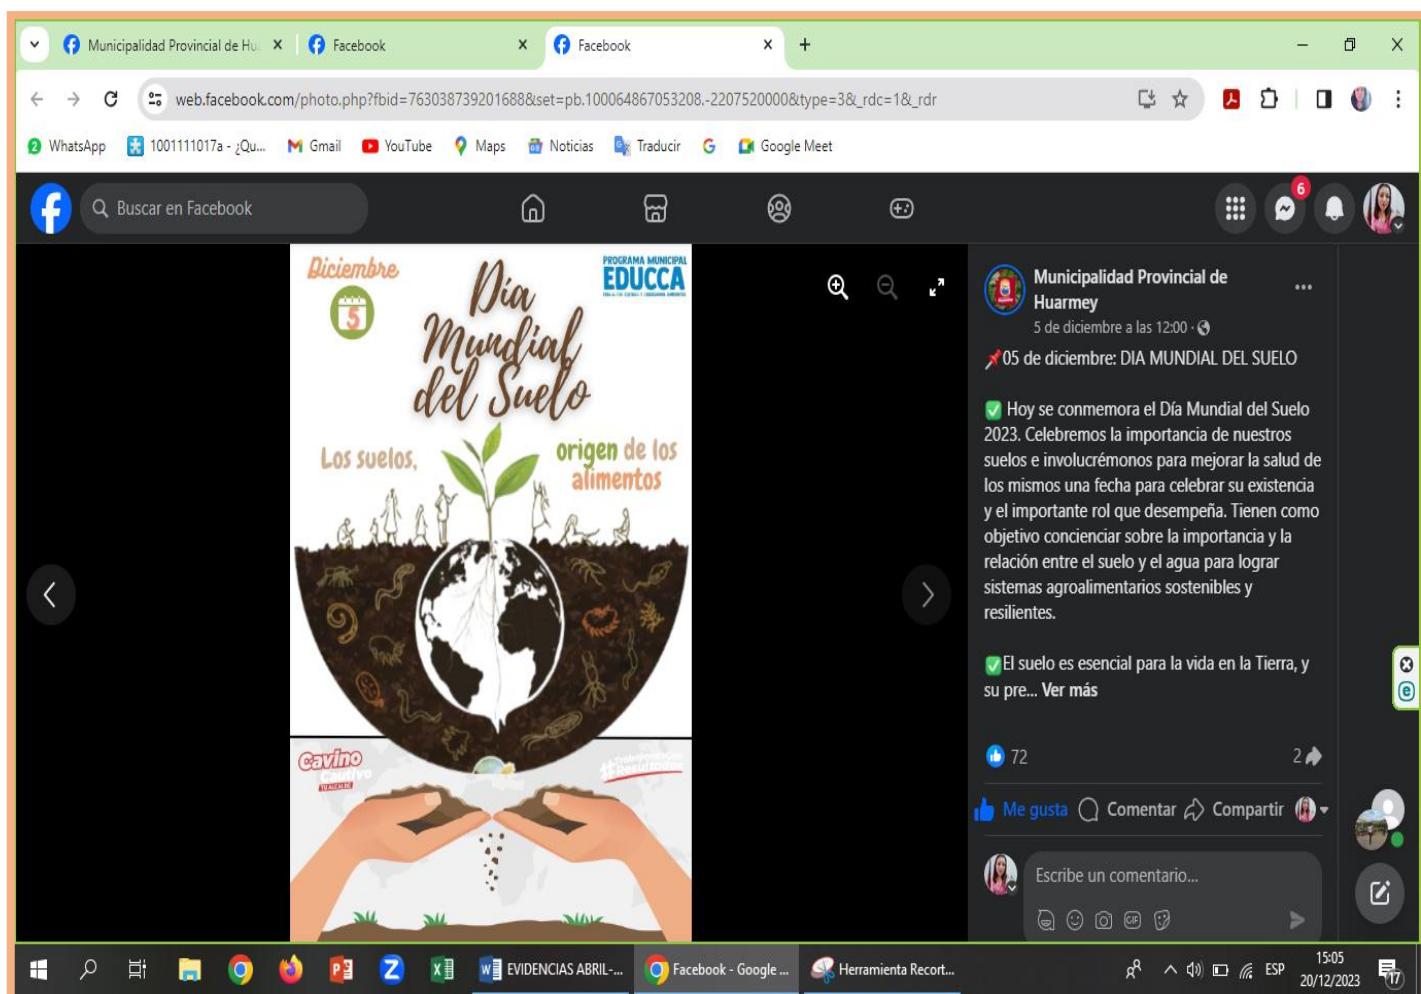 Municipalidad Provincial de Hu
Facebook
Facebook
web.facebook.com/photo.php?fbid=763038739201688&set=pb.100064867053208.-2207520000&type=3&_rdc=1&_rdr
WhatsApp
1001111017a - ¿Qu...
Gmail
YouTube
Maps
Noticias
Traducir
Google Meet
Buscar en Facebook
6
Diciembre
5
PROGRAMA MUNICIPAL
EDUCCA
Día
Mundial
del Suelo
Los suelos,
origen de los
alimentos
Cavino
Cautivo
TU ALCALDE
#Resultados
Municipalidad Provincial de
Huarmey
5 de diciembre a las 12:00 ·
📌05 de diciembre: DIA MUNDIAL DEL SUELO
✅ Hoy se conmemora el Día Mundial del Suelo
2023. Celebremos la importancia de nuestros
suelos e involucrémonos para mejorar la salud de
los mismos una fecha para celebrar su existencia
y el importante rol que desempeña. Tienen como
objetivo concienciar sobre la importancia y la
relación entre el suelo y el agua para lograr
sistemas agroalimentarios sostenibles y
resilientes.
✅El suelo es esencial para la vida en la Tierra, y
su pre... Ver más
72
2
Me gusta
Comentar
Compartir
Escribe un comentario...
GIF
EVIDENCIAS ABRIL-...
Facebook - Google ...
Herramienta Recort...
ESP
15:05
20/12/2023
17